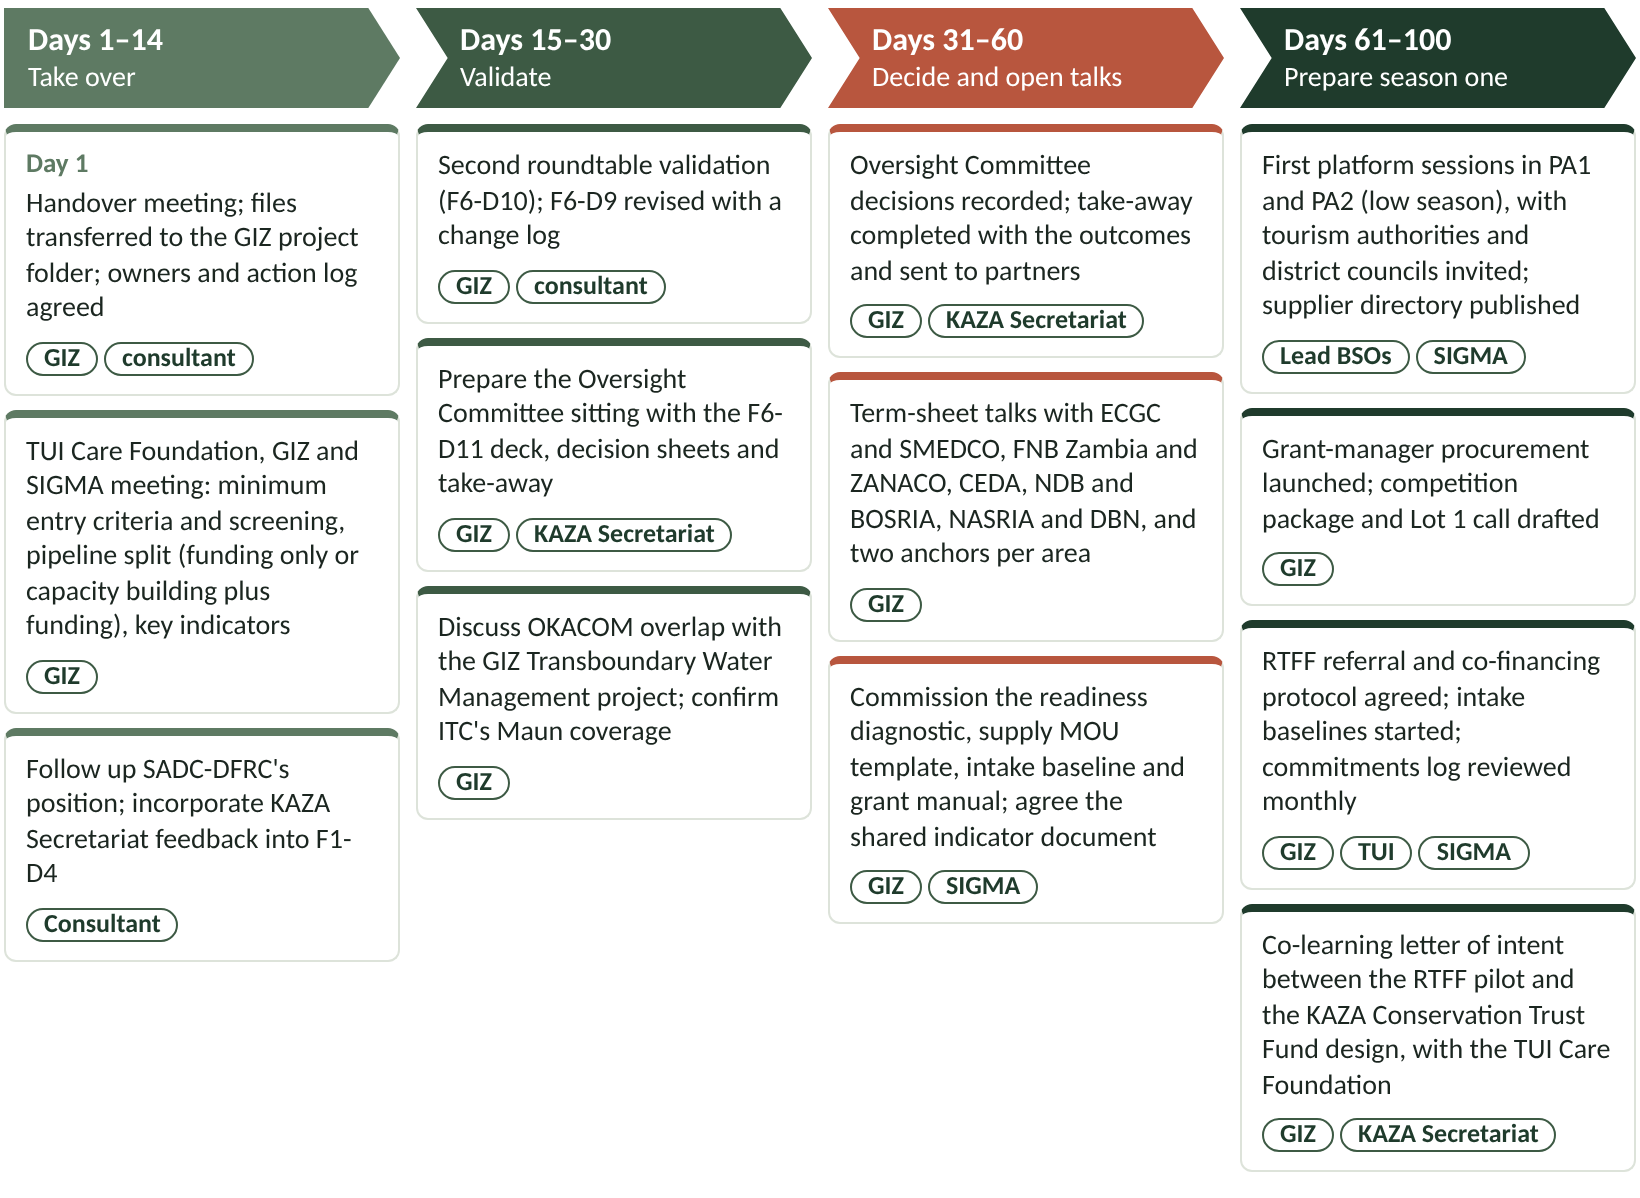 Days 1–14
Take over
Day 1
Handover meeting; files
transferred to the GIZ project
folder; owners and action log
agreed
GIZ
consultant
TUI Care Foundation, GIZ and
SIGMA meeting: minimum
entry criteria and screening,
pipeline split (funding only or
capacity building plus
funding), key indicators
GIZ
Follow up SADC-DFRC's
position; incorporate KAZA
Secretariat feedback into F1-
D4
Consultant
Days 15–30
Validate
Second roundtable validation
(F6-D10); F6-D9 revised with a
change log
GIZ
consultant
Prepare the Oversight
Committee sitting with the F6-
D11 deck, decision sheets and
take-away
GIZ
KAZA Secretariat
Discuss OKACOM overlap with
the GIZ Transboundary Water
Management project; confirm
ITC's Maun coverage
GIZ
Days 31–60
Decide and open talks
Oversight Committee
decisions recorded; take-away
completed with the outcomes
and sent to partners
GIZ
KAZA Secretariat
Term-sheet talks with ECGC
and SMEDCO, FNB Zambia and
ZANACO, CEDA, NDB and
BOSRIA, NASRIA and DBN, and
two anchors per area
GIZ
Commission the readiness
diagnostic, supply MOU
template, intake baseline and
grant manual; agree the
shared indicator document
GIZ
SIGMA
Days 61–100
Prepare season one
First platform sessions in PA1
and PA2 (low season), with
tourism authorities and
district councils invited;
supplier directory published
Lead BSOs
SIGMA
Grant-manager procurement
launched; competition
package and Lot 1 call drafted
GIZ
RTFF referral and co-financing
protocol agreed; intake
baselines started;
commitments log reviewed
monthly
GIZ
TUI
SIGMA
Co-learning letter of intent
between the RTFF pilot and
the KAZA Conservation Trust
Fund design, with the TUI Care
Foundation
GIZ
KAZA Secretariat